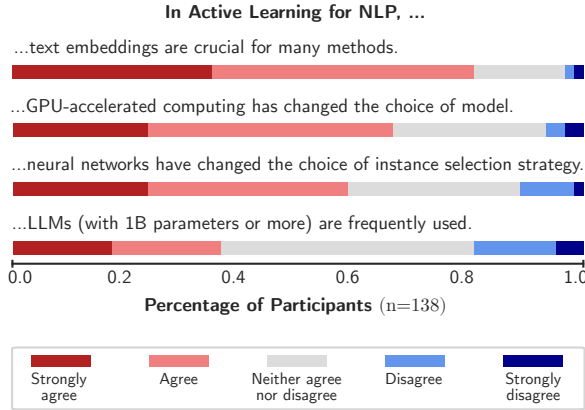 In Active Learning for NLP, ...
...text embeddings are crucial for many methods.
...GPU-accelerated computing has changed the choice of model.
...neural networks have changed the choice of instance selection strategy.
...LLMs (with 1B parameters or more) are frequently used.
0.0 0.2 0.4 0.6 0.8 1.0
Percentage of Participants (n=138)
Strongly agree
Agree
Neither agree nor disagree
Disagree
Strongly disagree